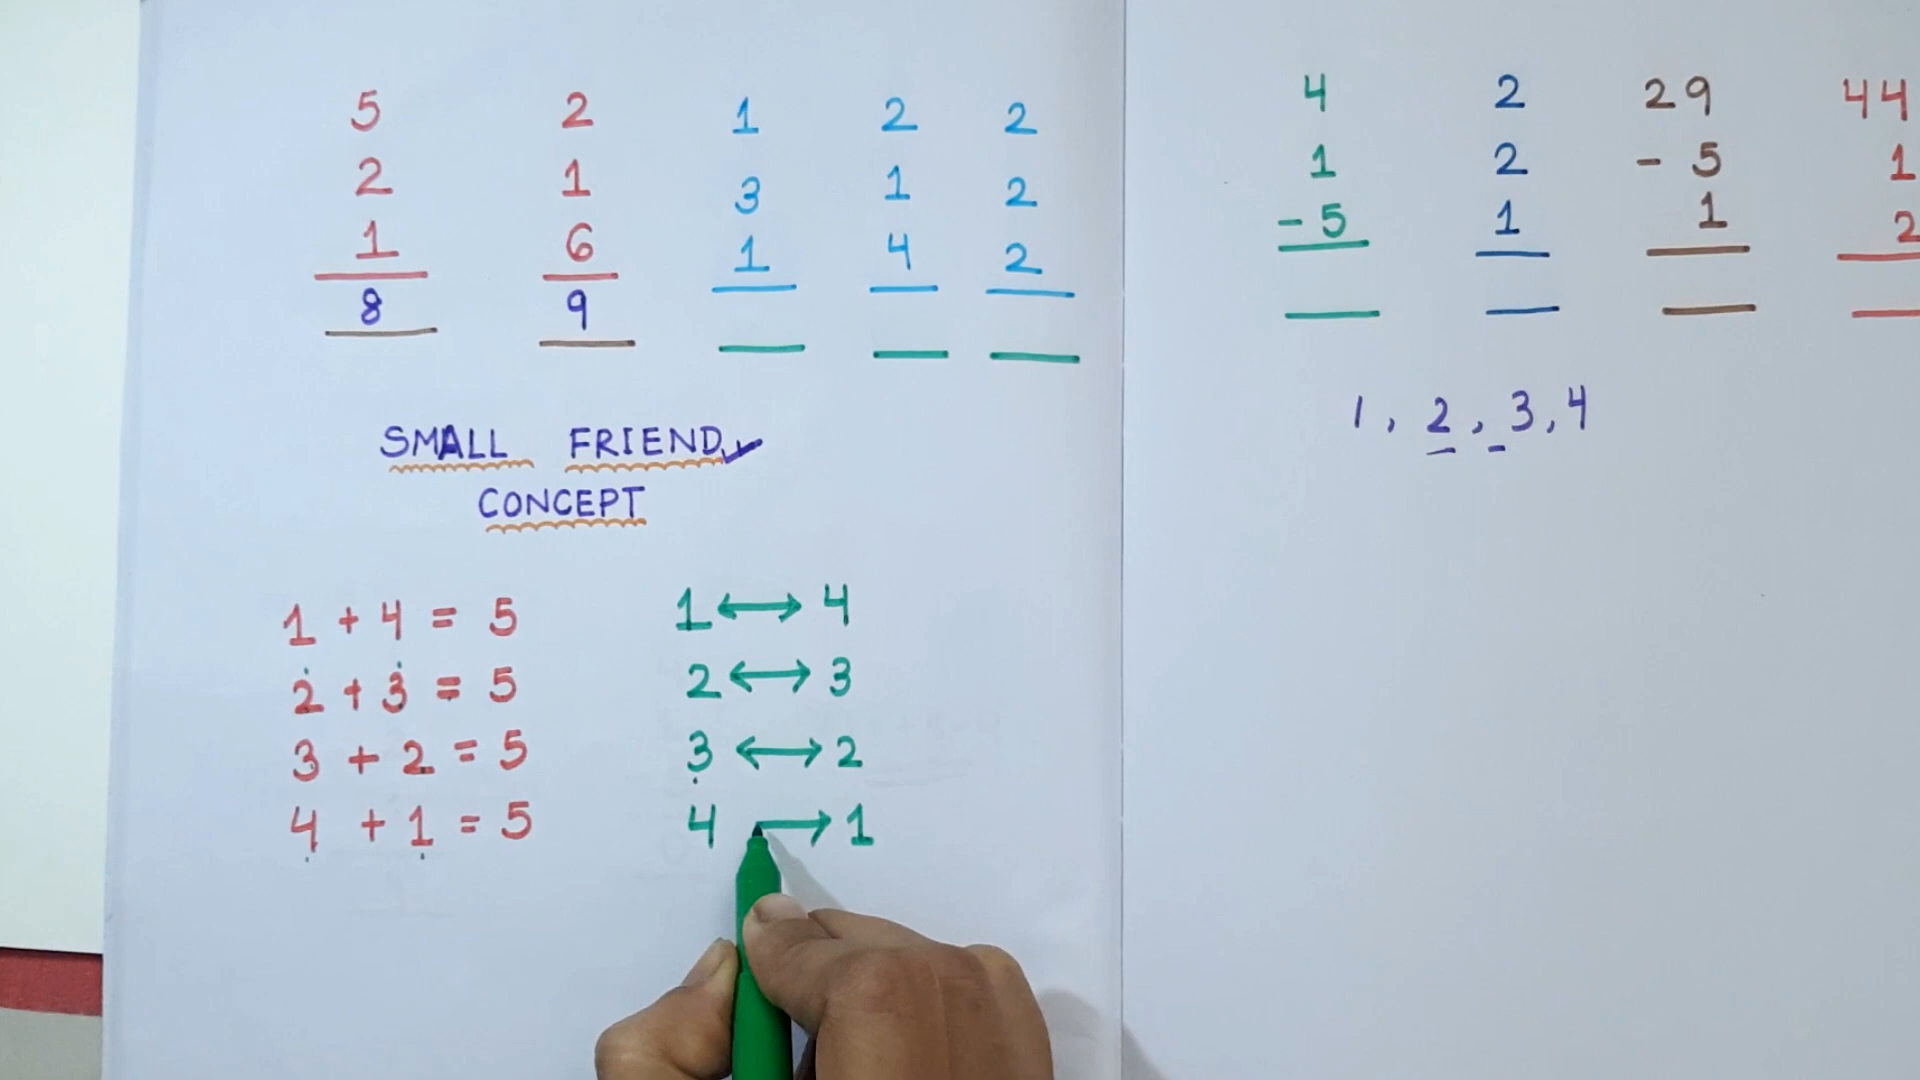 5 2 1 2 2
2 1 3 1 2
1 6 1 4 2
8 9
SMALL FRIEND
CONCEPT
1 + 4 = 5 1 ↔ 4
2 + 3 = 5 2 ↔ 3
3 + 2 = 5 3 ↔ 2
4 + 1 = 5 4 → 1
4 2 29 44
1 2 - 5 1
- 5 1 1 2
1, 2, 3, 4